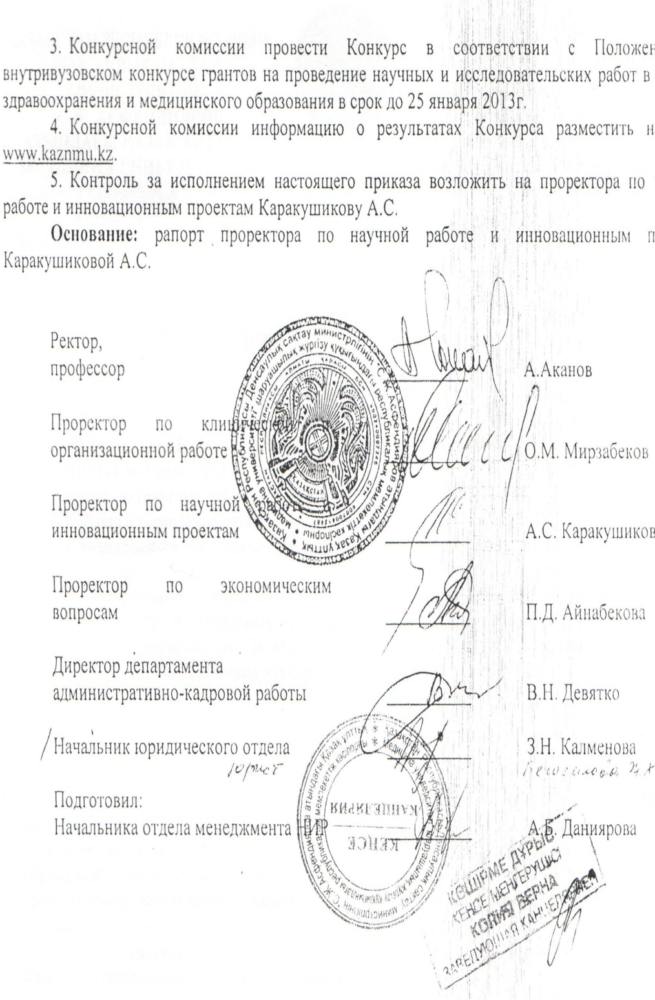 3. Конкурсной комиссии провести Конкурс в соответствии с Положен
внутривузовском конкурсе грантов на проведение научных и исследовательских работ в
здравоохранения и медицинского образования в срок до 25 января 2013г.
4. Конкурсной комиссии информацию о результатах Конкурса разместить н
www.kaznmu.kz.
5. Контроль за исполнением настоящего приказа возложить на проректора по
работе и инновационным проектам Каракушикову А.С.
Основание: рапорт проректора по научной работе и инновационным п
Каракушиковой А.С.
Ректор,
профессор А.Аканов
Проректор по клинической
организационной работе О.М. Мирзабеков
Проректор по научной работе и
инновационным проектам А.С. Каракушиков
Проректор по экономическим
вопросам П.Д. Айнабекова
Директор департамента
административно-кадровой работы В.Н. Девятко
Начальник юридического отдела З.Н. Калменова
юрист
Подготовил:
Начальника отдела менеджмента НИР А.Б. Даниярова
КАНЦЕЛЯРИЯ
КЕҢСЕ
КӨШІРМЕ ДҰРЫС
КЕҢСЕ МЕҢГЕРУШІСІ
КОПИЯ ВЕРНА
ЗАВЕДУЮЩАЯ КАНЦЕЛЯРИЕЙ